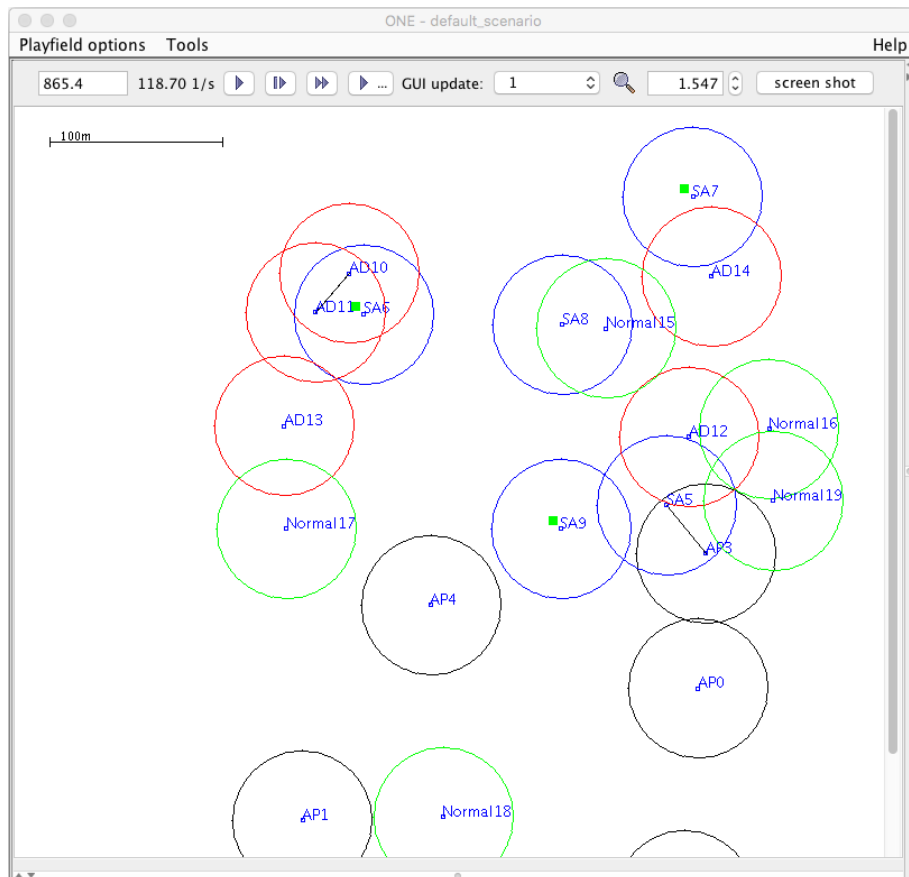 ONE - default_scenario
Playfield options Tools Help
865.4 118.70 1/s ... GUI update: 1 1.547 screen shot
100m
SA7
AD10
AD14
AD11 SA6
SA8 Normal15
AD13
AD12 Normal16
SA5 Normal19
Normal17 SA9
AP3
AP4
AP0
AP1 Normal18